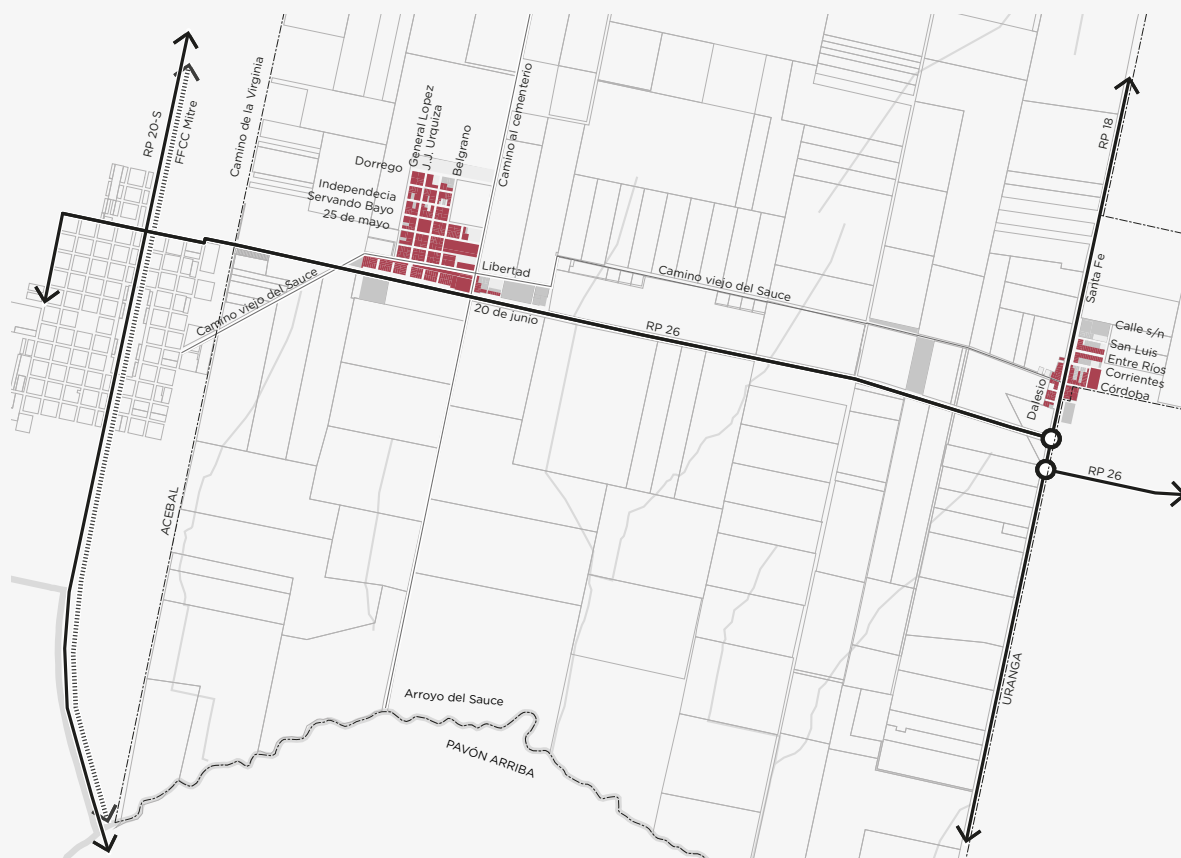 RP 20-S
FFCC Mitre
Camino de la Virginia
Dorrego
General Lopez
J.J. Urquiza
Belgrano
Camino al cementerio
Independecia
Servando Bayo
25 de mayo
Libertad
20 de junio
Camino viejo del Sauce
Camino viejo del Sauce
RP 26
RP 18
Santa Fe
Calle s/n
San Luis
Entre Ríos
Corrientes
Córdoba
Dalesio
RP 26
ACEBAL
URANGA
Arroyo del Sauce
PAVÓN ARRIBA